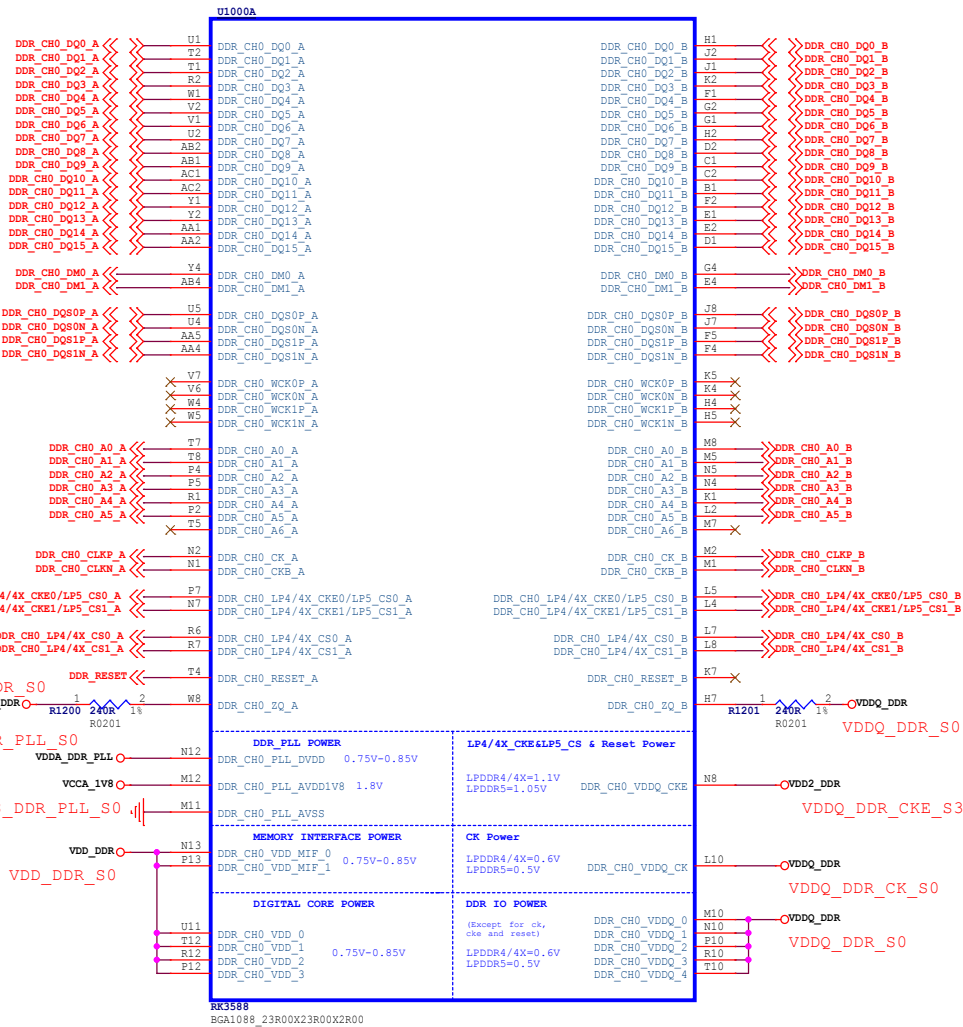 U1000A
DDR_CH0_DQ0_A U1 DDR_CH0_DQ0_A DDR_CH0_DQ0_B H1 DDR_CH0_DQ0_B
DDR_CH0_DQ1_A T2 DDR_CH0_DQ1_A DDR_CH0_DQ1_B J2 DDR_CH0_DQ1_B
DDR_CH0_DQ2_A T1 DDR_CH0_DQ2_A DDR_CH0_DQ2_B J1 DDR_CH0_DQ2_B
DDR_CH0_DQ3_A R2 DDR_CH0_DQ3_A DDR_CH0_DQ3_B K2 DDR_CH0_DQ3_B
DDR_CH0_DQ4_A W1 DDR_CH0_DQ4_A DDR_CH0_DQ4_B F1 DDR_CH0_DQ4_B
DDR_CH0_DQ5_A V2 DDR_CH0_DQ5_A DDR_CH0_DQ5_B G2 DDR_CH0_DQ5_B
DDR_CH0_DQ6_A V1 DDR_CH0_DQ6_A DDR_CH0_DQ6_B G1 DDR_CH0_DQ6_B
DDR_CH0_DQ7_A U2 DDR_CH0_DQ7_A DDR_CH0_DQ7_B H2 DDR_CH0_DQ7_B
DDR_CH0_DQ8_A AB2 DDR_CH0_DQ8_A DDR_CH0_DQ8_B D2 DDR_CH0_DQ8_B
DDR_CH0_DQ9_A AB1 DDR_CH0_DQ9_A DDR_CH0_DQ9_B C1 DDR_CH0_DQ9_B
DDR_CH0_DQ10_A AC1 DDR_CH0_DQ10_A DDR_CH0_DQ10_B C2 DDR_CH0_DQ10_B
DDR_CH0_DQ11_A AC2 DDR_CH0_DQ11_A DDR_CH0_DQ11_B B1 DDR_CH0_DQ11_B
DDR_CH0_DQ12_A Y1 DDR_CH0_DQ12_A DDR_CH0_DQ12_B F2 DDR_CH0_DQ12_B
DDR_CH0_DQ13_A Y2 DDR_CH0_DQ13_A DDR_CH0_DQ13_B E1 DDR_CH0_DQ13_B
DDR_CH0_DQ14_A AA1 DDR_CH0_DQ14_A DDR_CH0_DQ14_B E2 DDR_CH0_DQ14_B
DDR_CH0_DQ15_A AA2 DDR_CH0_DQ15_A DDR_CH0_DQ15_B D1 DDR_CH0_DQ15_B
DDR_CH0_DM0_A Y4 DDR_CH0_DM0_A DDR_CH0_DM0_B G4 DDR_CH0_DM0_B
DDR_CH0_DM1_A AB4 DDR_CH0_DM1_A DDR_CH0_DM1_B E4 DDR_CH0_DM1_B
DDR_CH0_DQS0P_A U5 DDR_CH0_DQS0P_A DDR_CH0_DQS0P_B J8 DDR_CH0_DQS0P_B
DDR_CH0_DQS0N_A U4 DDR_CH0_DQS0N_A DDR_CH0_DQS0N_B J7 DDR_CH0_DQS0N_B
DDR_CH0_DQS1P_A AA5 DDR_CH0_DQS1P_A DDR_CH0_DQS1P_B F5 DDR_CH0_DQS1P_B
DDR_CH0_DQS1N_A AA4 DDR_CH0_DQS1N_A DDR_CH0_DQS1N_B F4 DDR_CH0_DQS1N_B
V7 DDR_CH0_WCK0P_A DDR_CH0_WCK0P_B K5
V6 DDR_CH0_WCK0N_A DDR_CH0_WCK0N_B K4
W4 DDR_CH0_WCK1P_A DDR_CH0_WCK1P_B H4
W5 DDR_CH0_WCK1N_A DDR_CH0_WCK1N_B H5
DDR_CH0_A0_A T7 DDR_CH0_A0_A DDR_CH0_A0_B M8 DDR_CH0_A0_B
DDR_CH0_A1_A T8 DDR_CH0_A1_A DDR_CH0_A1_B M5 DDR_CH0_A1_B
DDR_CH0_A2_A P4 DDR_CH0_A2_A DDR_CH0_A2_B N5 DDR_CH0_A2_B
DDR_CH0_A3_A P5 DDR_CH0_A3_A DDR_CH0_A3_B N4 DDR_CH0_A3_B
DDR_CH0_A4_A R1 DDR_CH0_A4_A DDR_CH0_A4_B K1 DDR_CH0_A4_B
DDR_CH0_A5_A P2 DDR_CH0_A5_A DDR_CH0_A5_B L2 DDR_CH0_A5_B
T5 DDR_CH0_A6_A DDR_CH0_A6_B M7
DDR_CH0_CLKP_A N2 DDR_CH0_CK_A DDR_CH0_CK_B M2 DDR_CH0_CLKP_B
DDR_CH0_CLKN_A N1 DDR_CH0_CKB_A DDR_CH0_CKB_B M1 DDR_CH0_CLKN_B
4/4X_CKE0/LP5_CS0_A P7 DDR_CH0_LP4/4X_CKE0/LP5_CS0_A DDR_CH0_LP4/4X_CKE0/LP5_CS0_B L5 DDR_CH0_LP4/4X_CKE0/LP5_CS0_B
4/4X_CKE1/LP5_CS1_A N7 DDR_CH0_LP4/4X_CKE1/LP5_CS1_A DDR_CH0_LP4/4X_CKE1/LP5_CS1_B L4 DDR_CH0_LP4/4X_CKE1/LP5_CS1_B
DR_CH0_LP4/4X_CS0_A R6 DDR_CH0_LP4/4X_CS0_A DDR_CH0_LP4/4X_CS0_B L7 DDR_CH0_LP4/4X_CS0_B
DR_CH0_LP4/4X_CS1_A R7 DDR_CH0_LP4/4X_CS1_A DDR_CH0_LP4/4X_CS1_B L8 DDR_CH0_LP4/4X_CS1_B
DDR_RESET T4 DDR_CH0_RESET_A DDR_CH0_RESET_B K7
DR_S0
_DDR 1 2 W8 DDR_CH0_ZQ_A DDR_CH0_ZQ_B H7 1 2 VDDQ_DDR
R1200 240R 1% R1201 240R 1%
R0201 R0201 VDDQ_DDR_S0
R_PLL_S0
DDR_PLL POWER LP4/4X_CKE&LP5_CS & Reset Power
VDDA_DDR_PLL N12 DDR_CH0_PLL_DVDD 0.75V-0.85V
VCCA_1V8 M12 DDR_CH0_PLL_AVDD1V8 1.8V LPDDR4/4X=1.1V DDR_CH0_VDDQ_CKE N8 VDD2_DDR
LPDDR5=1.05V
_DDR_PLL_S0 M11 DDR_CH0_PLL_AVSS VDDQ_DDR_CKE_S3
MEMORY INTERFACE POWER CK Power
VDD_DDR N13 DDR_CH0_VDD_MIF_0 0.75V-0.85V LPDDR4/4X=0.6V
P13 DDR_CH0_VDD_MIF_1 LPDDR5=0.5V DDR_CH0_VDDQ_CK L10 VDDQ_DDR
VDD_DDR_S0 VDDQ_DDR_CK_S0
DIGITAL CORE POWER DDR IO POWER
(Except for ck,
cke and reset)
DDR_CH0_VDDQ_0 M10 VDDQ_DDR
U11 DDR_CH0_VDD_0 DDR_CH0_VDDQ_1 N10
T12 DDR_CH0_VDD_1 DDR_CH0_VDDQ_2 P10 VDDQ_DDR_S0
R12 DDR_CH0_VDD_2 0.75V-0.85V LPDDR4/4X=0.6V DDR_CH0_VDDQ_3 R10
P12 DDR_CH0_VDD_3 LPDDR5=0.5V DDR_CH0_VDDQ_4 T10
RK3588
BGA1088_23R00X23R00X2R00